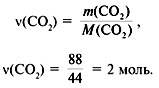 ν(CO₂) = m(CO₂) / M(CO₂) ,
ν(CO₂) = 88 / 44 = 2 моль.